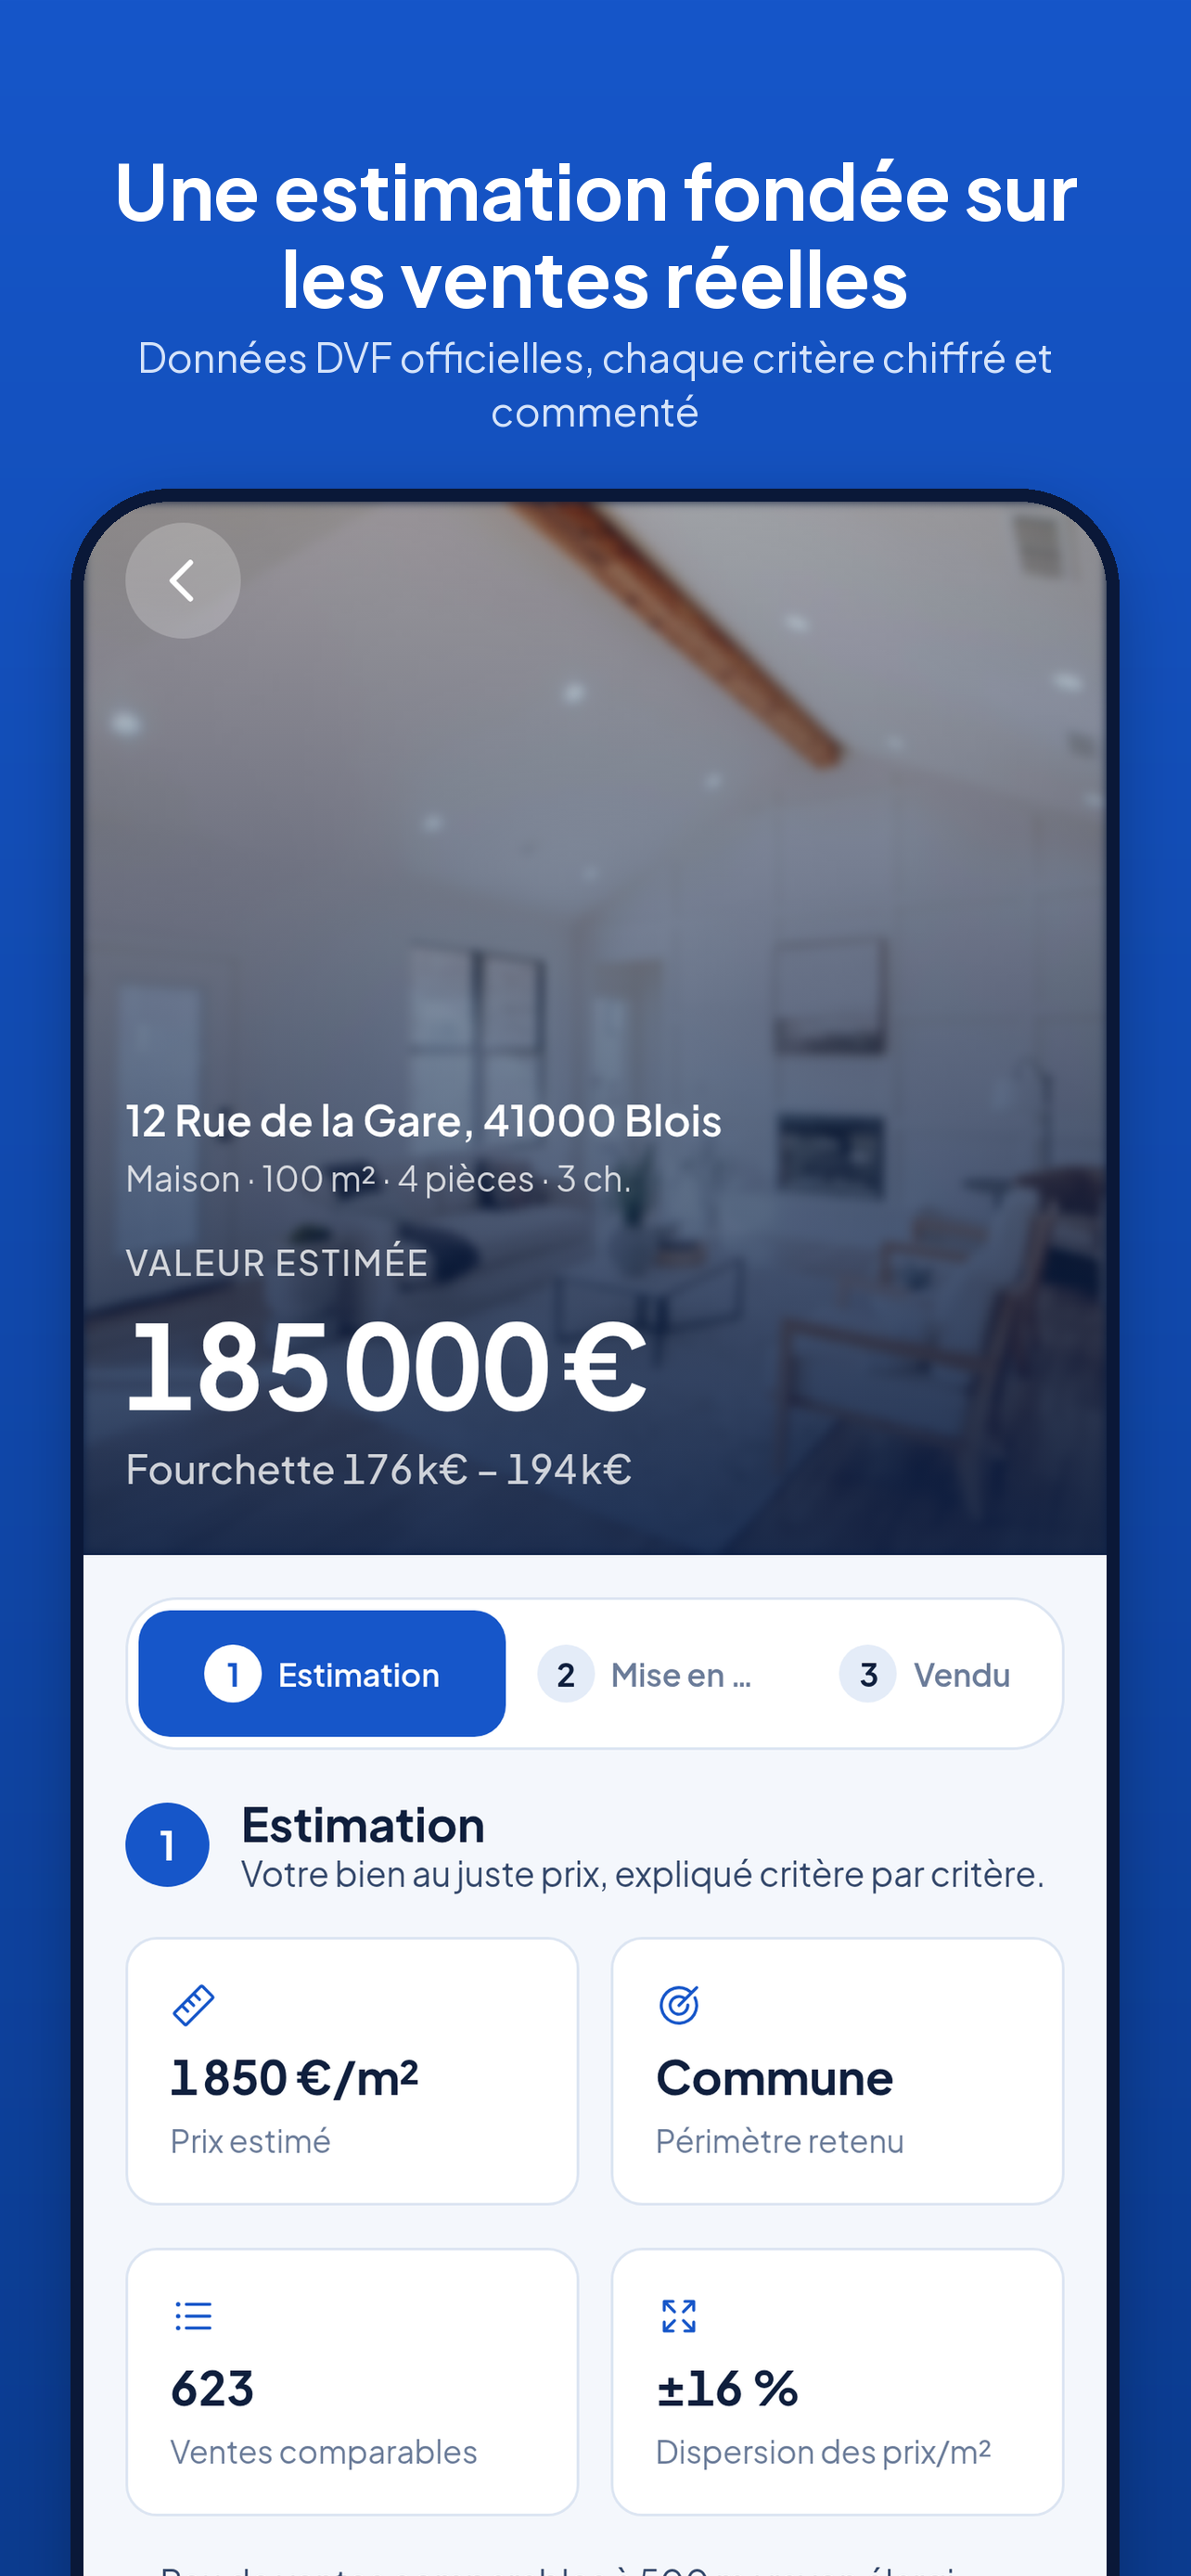 Une estimation fondée sur
les ventes réelles
Données DVF officielles, chaque critère chiffré et
commenté
12 Rue de la Gare, 41000 Blois
Maison · 100 m² · 4 pièces · 3 ch.
VALEUR ESTIMÉE
185 000 €
Fourchette 176 k€ – 194 k€
1 Estimation
2 Mise en ...
3 Vendu
1
Estimation
Votre bien au juste prix, expliqué critère par critère.
1 850 €/m²
Prix estimé
Commune
Périmètre retenu
623
Ventes comparables
±16 %
Dispersion des prix/m²